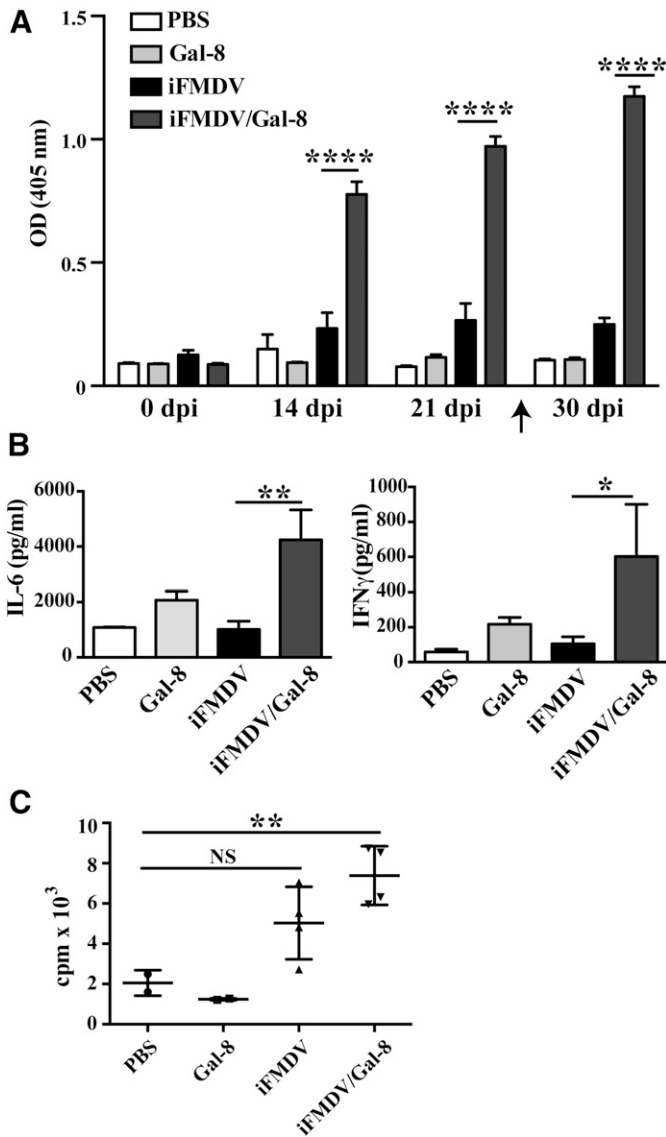 A
PBS
Gal-8
iFMDV
iFMDV/Gal-8
OD (405 nm)
1.5
1.0
0.5
0
****
****
****
0 dpi 14 dpi 21 dpi 30 dpi
B
IL-6 (pg/ml)
6000
4000
2000
0
**
PBS
Gal-8
iFMDV
iFMDV/Gal-8
IFNγ(pg/ml)
1000
800
600
400
200
0
*
PBS
Gal-8
iFMDV
iFMDV/Gal-8
C
cpm x 10³
10
8
6
4
2
0
**
NS
PBS
Gal-8
iFMDV
iFMDV/Gal-8